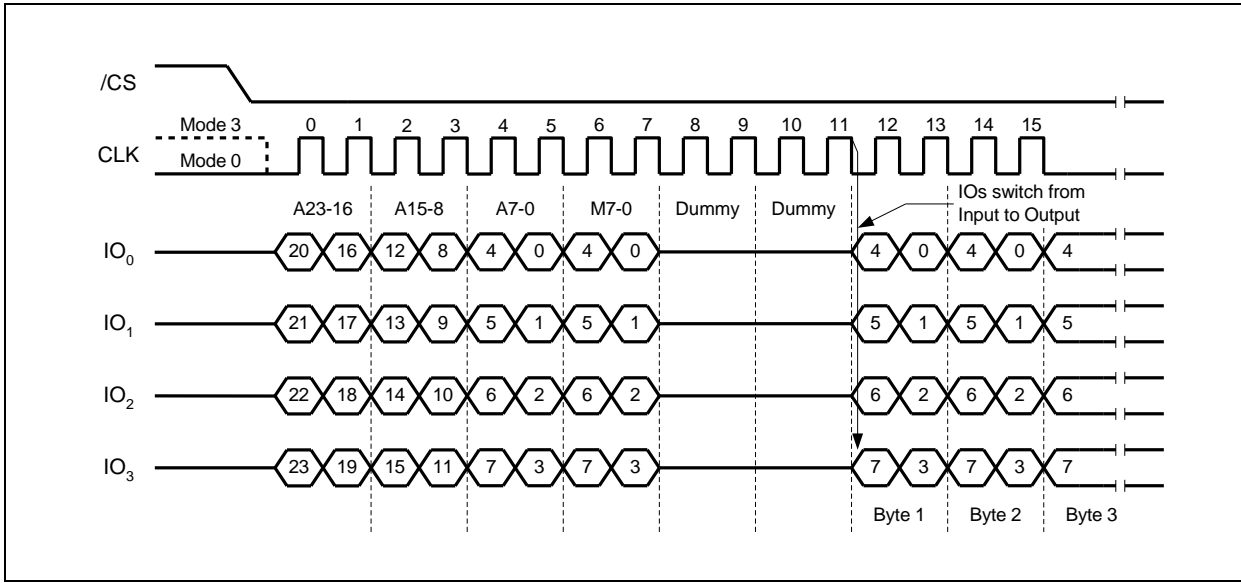 /CS
Mode 3 0 1 2 3 4 5 6 7 8 9 10 11 12 13 14 15
CLK
Mode 0
IOs switch from
Input to Output
A23-16 A15-8 A7-0 M7-0 Dummy Dummy
IO0 20 16 12 8 4 0 4 0 4 0 4 0 4
IO1 21 17 13 9 5 1 5 1 5 1 5 1 5
IO2 22 18 14 10 6 2 6 2 6 2 6 2 6
IO3 23 19 15 11 7 3 7 3 7 3 7 3 7
Byte 1 Byte 2 Byte 3